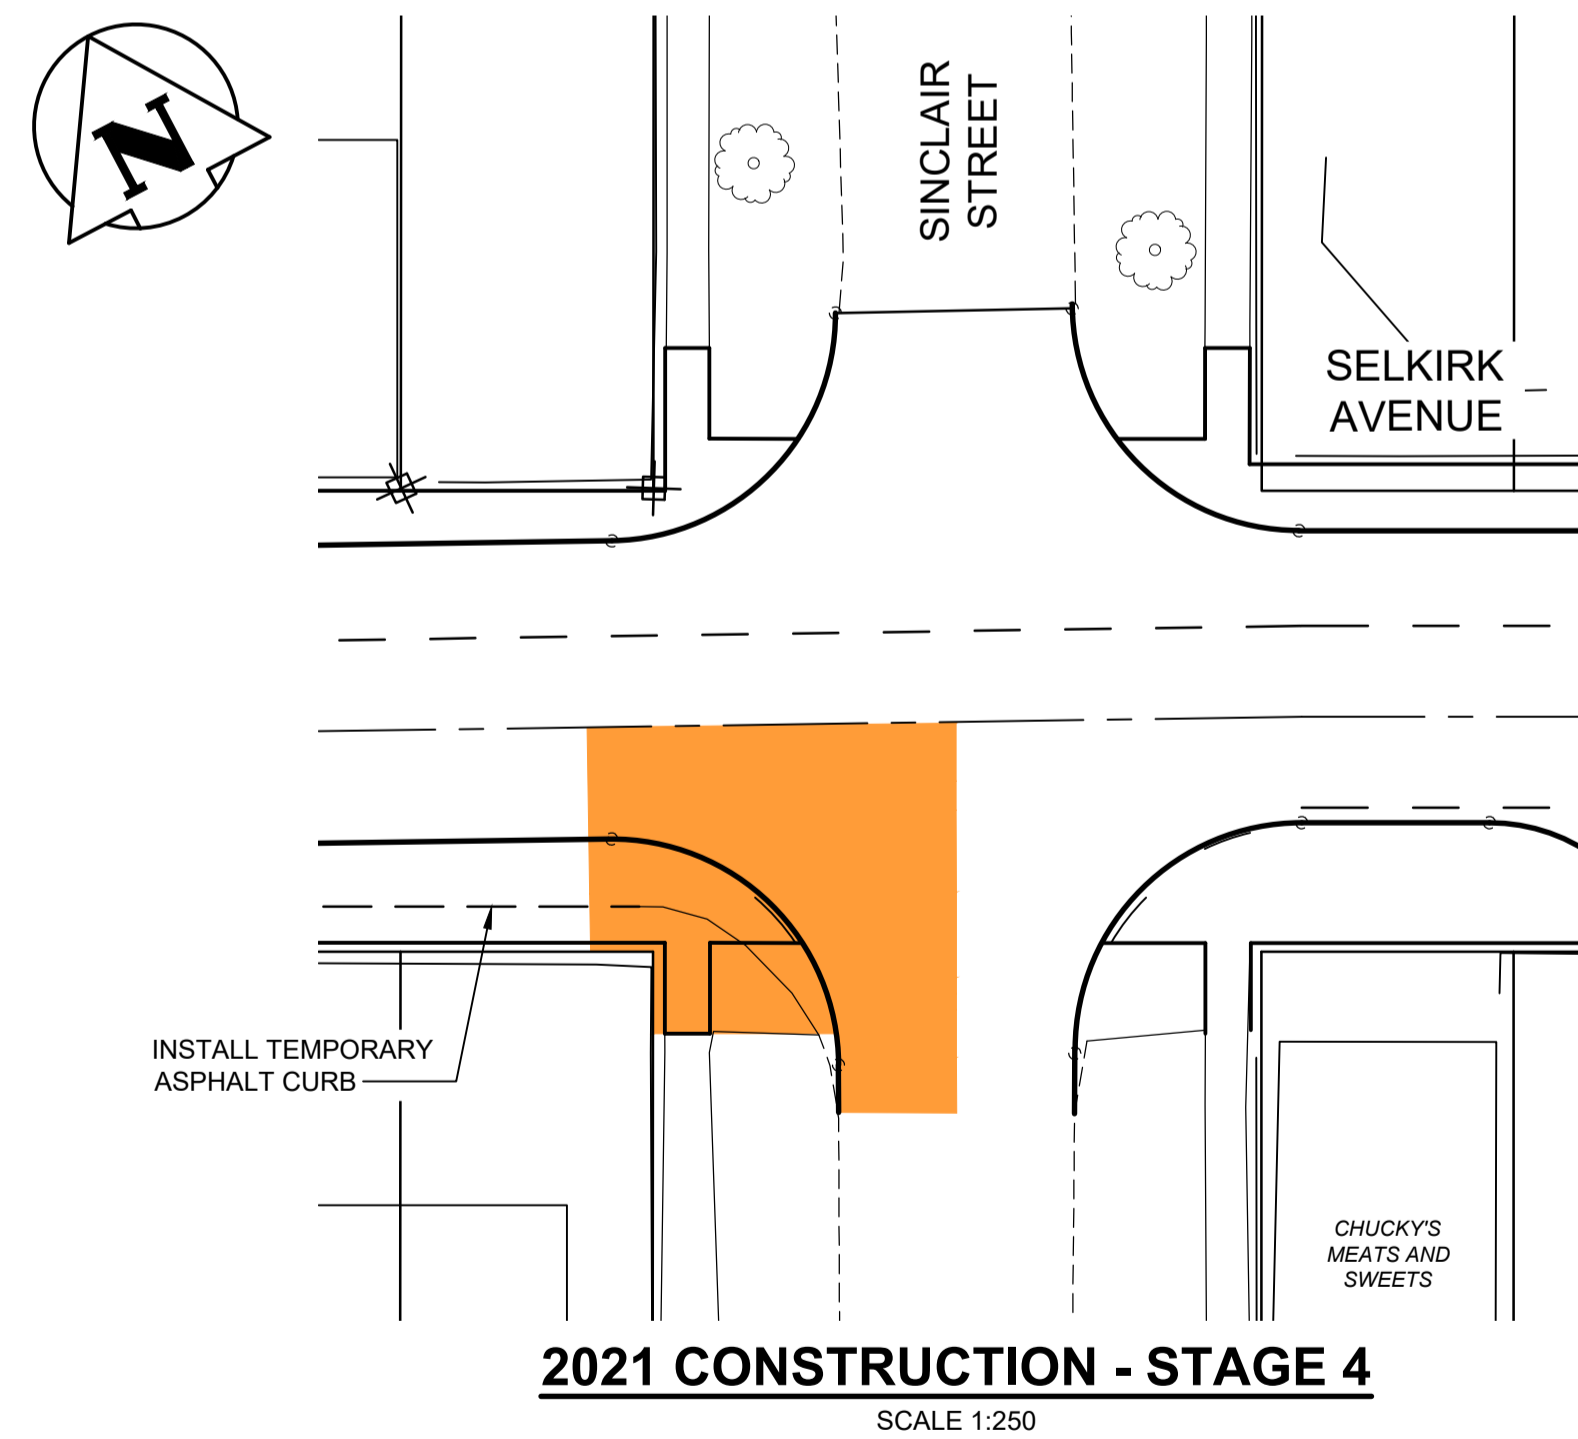 N
SINCLAIR
STREET
SELKIRK
AVENUE
INSTALL TEMPORARY
ASPHALT CURB
CHUCKY'S
MEATS AND
SWEETS
2021 CONSTRUCTION - STAGE 4
SCALE 1:250